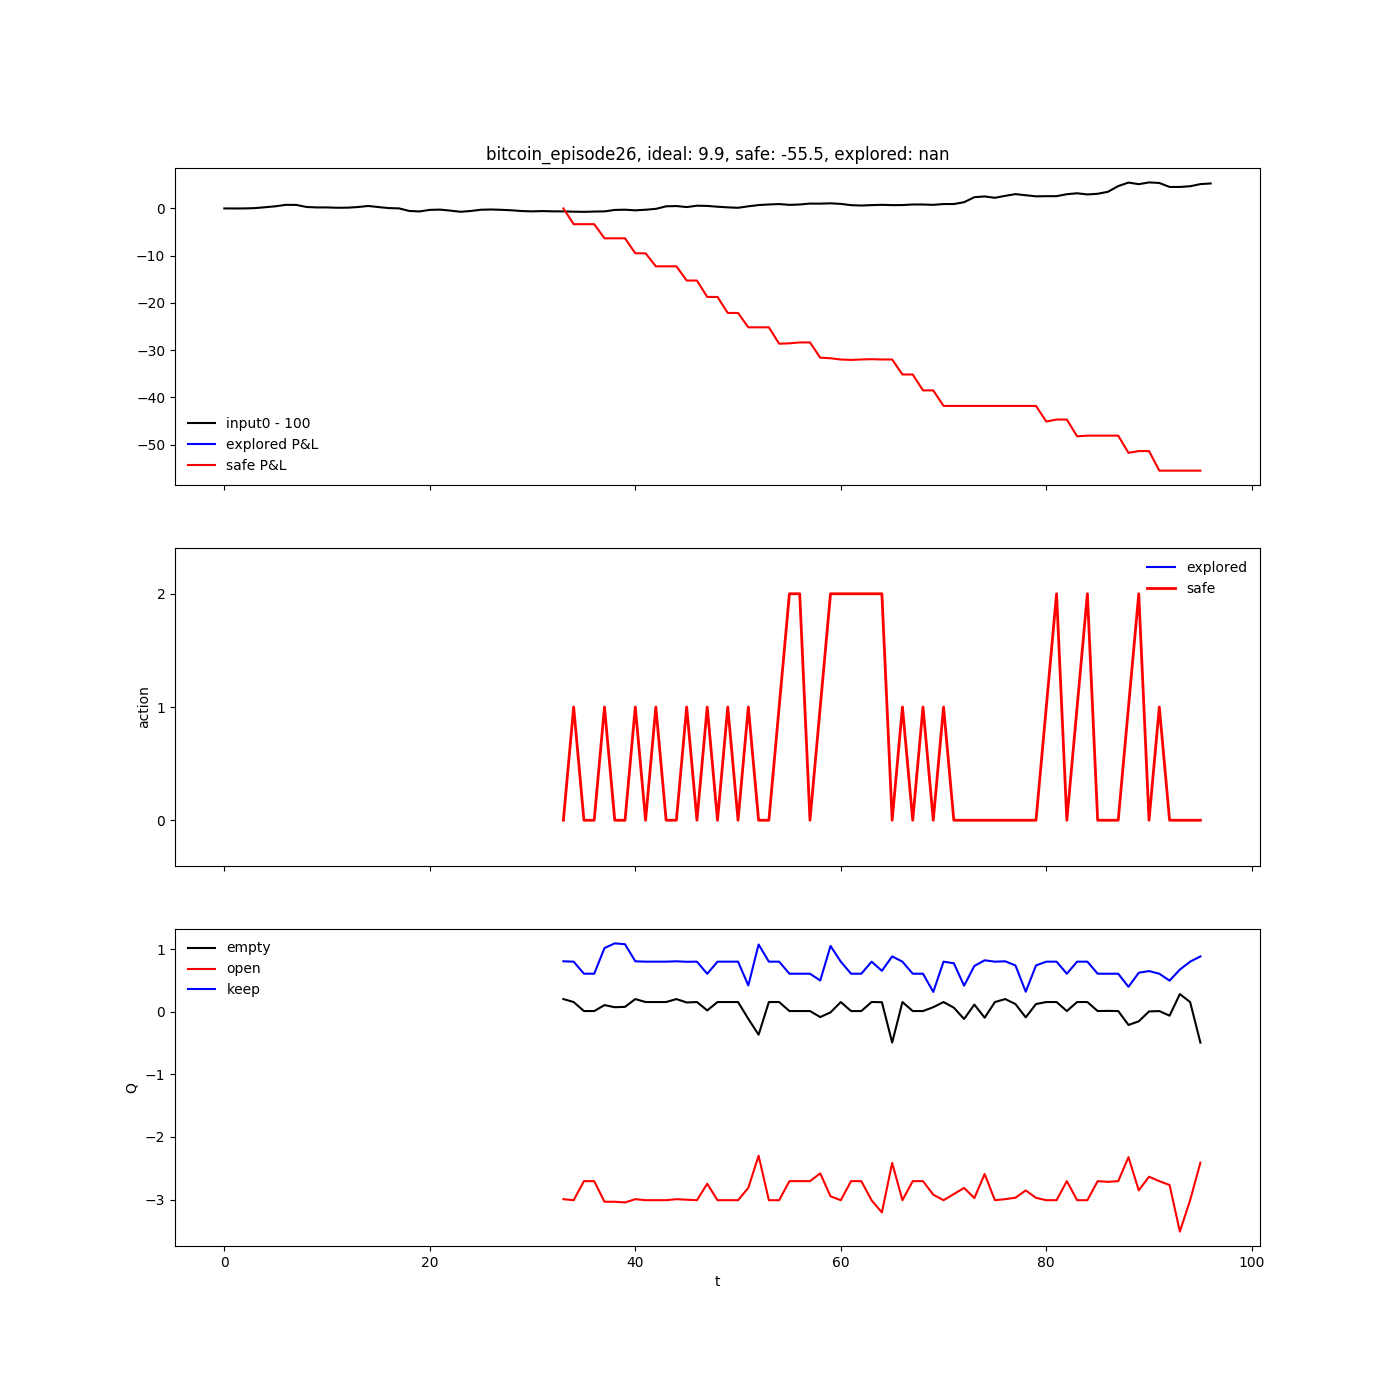 bitcoin_episode26, ideal: 9.9, safe: -55.5, explored: nan
0
−10
−20
−30
−40
−50
input0 - 100
explored P&L
safe P&L
action
2
1
0
explored
safe
Q
1
0
−1
−2
−3
empty
open
keep
0 20 40 60 80 100
t